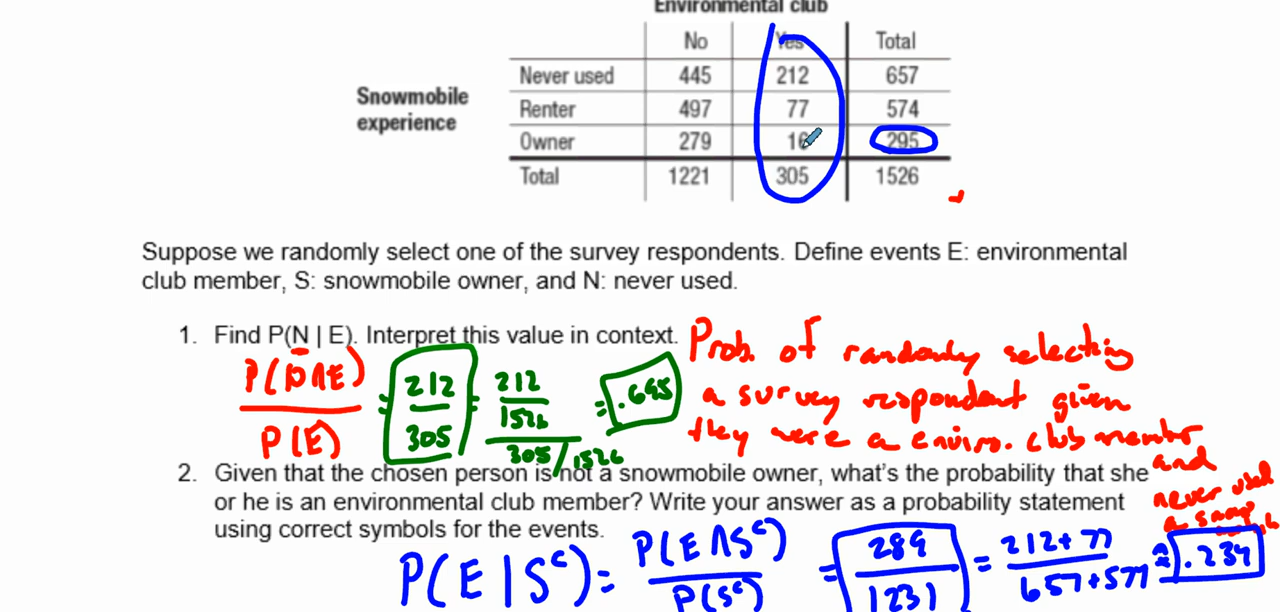 Environmental club
No Yes Total
Never used 445 212 657
Snowmobile experience
Renter 497 77 574
Owner 279 16 295
Total 1221 305 1526
Suppose we randomly select one of the survey respondents. Define events E: environmental
club member, S: snowmobile owner, and N: never used.
1. Find P(N | E). Interpret this value in context.
Prob. of randomly selecting
a survey respondent given
they were a enviro. club member
and
never used
a snow
P(N∩E) / P(E) = 212/305 = 212/1526 / 305/1526 = .695
2. Given that the chosen person is not a snowmobile owner, what's the probability that she
or he is an environmental club member? Write your answer as a probability statement
using correct symbols for the events.
P(E | Sᶜ) = P(E∩Sᶜ) / P(Sᶜ) = 289/1231 = 212+77 / 657+577 ≈ .234